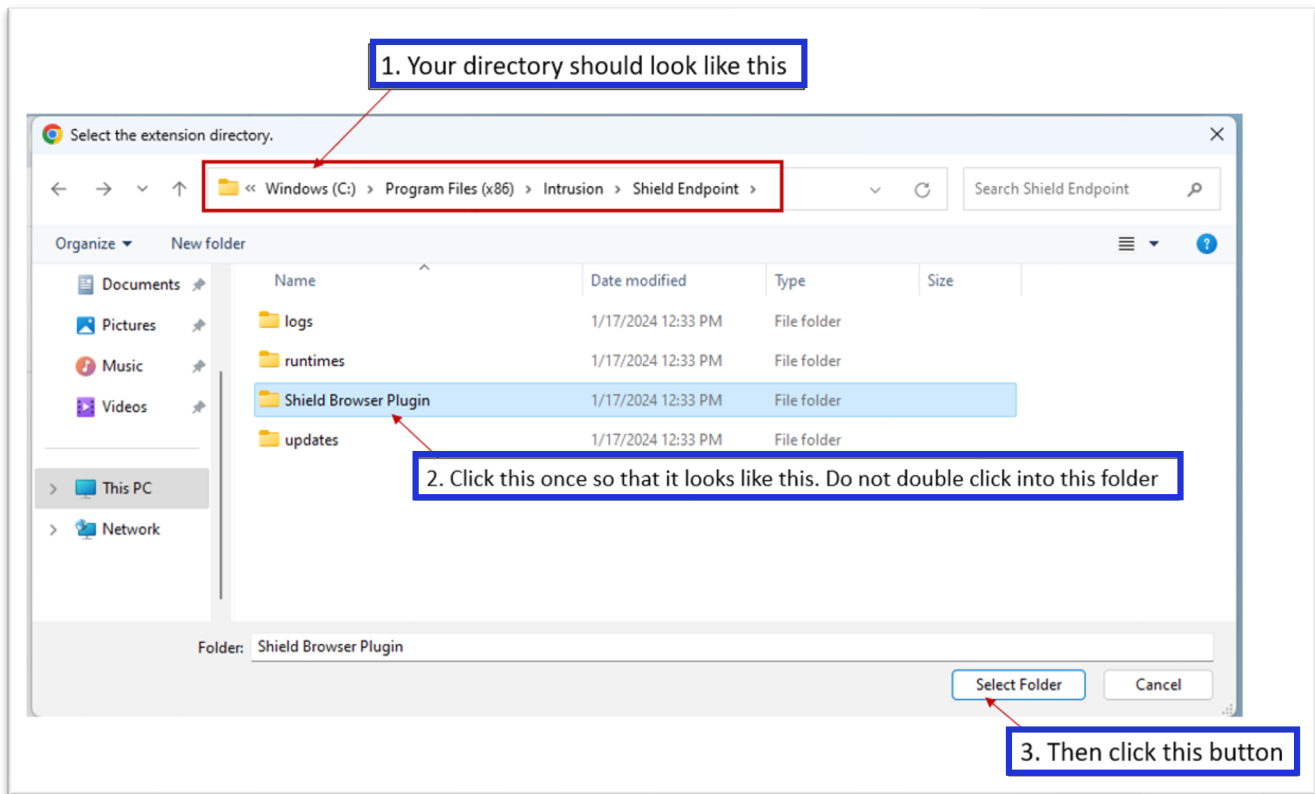 1. Your directory should look like this
Select the extension directory.
« Windows (C:) > Program Files (x86) > Intrusion > Shield Endpoint >
Search Shield Endpoint
Organize
New folder
?
Documents
Pictures
Music
Videos
This PC
Network
Name Date modified Type Size
logs 1/17/2024 12:33 PM File folder
runtimes 1/17/2024 12:33 PM File folder
Shield Browser Plugin 1/17/2024 12:33 PM File folder
updates 1/17/2024 12:33 PM File folder
2. Click this once so that it looks like this. Do not double click into this folder
Folder: Shield Browser Plugin
Select Folder Cancel
3. Then click this button